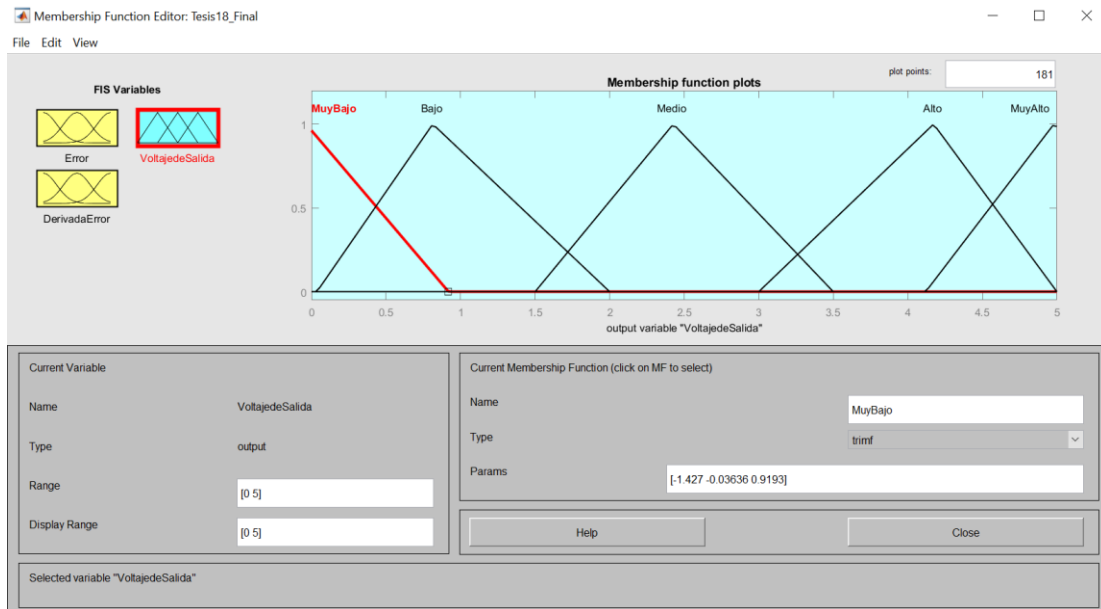 Membership Function Editor: Tesis18_Final
File Edit View
FIS Variables
Error
VoltajedeSalida
DerivadaError
Membership function plots
plot points:
181
MuyBajo Bajo Medio Alto MuyAlto
1
0.5
0
0 0.5 1 1.5 2 2.5 3 3.5 4 4.5 5
output variable "VoltajedeSalida"
Current Variable
Name VoltajedeSalida
Type output
Range [0 5]
Display Range [0 5]
Current Membership Function (click on MF to select)
Name MuyBajo
Type trimf
Params [-1.427 -0.03636 0.9193]
Help Close
Selected variable "VoltajedeSalida"